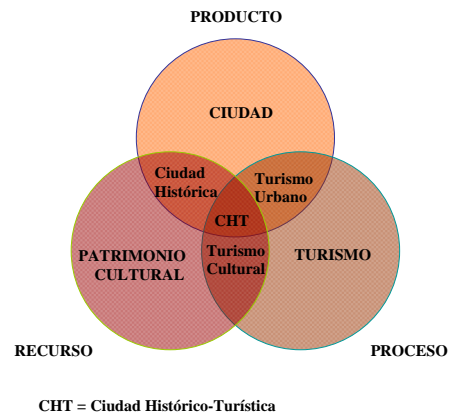 PRODUCTO
CIUDAD
Ciudad
Histórica
Turismo
Urbano
CHT
PATRIMONIO
CULTURAL
Turismo
Cultural
TURISMO
RECURSO
PROCESO
CHT = Ciudad Histórico-Turística